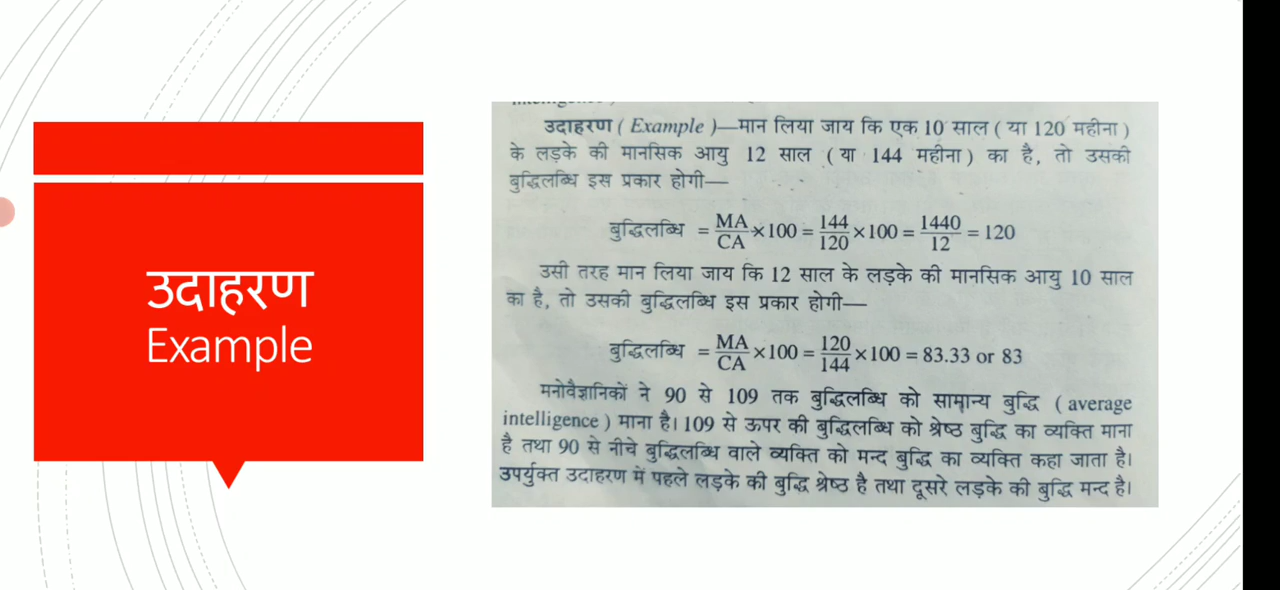 उदाहरण
Example
उदाहरण ( Example )—मान लिया जाय कि एक 10 साल ( या 120 महीना )
के लड़के की मानसिक आयु 12 साल ( या 144 महीना ) का है, तो उसकी
बुद्धिलब्धि इस प्रकार होगी—
बुद्धिलब्धि = MA/CA × 100 = 144/120 × 100 = 1440/12 = 120
उसी तरह मान लिया जाय कि 12 साल के लड़के की मानसिक आयु 10 साल
का है, तो उसकी बुद्धिलब्धि इस प्रकार होगी—
बुद्धिलब्धि = MA/CA × 100 = 120/144 × 100 = 83.33 or 83
मनोवैज्ञानिकों ने 90 से 109 तक बुद्धिलब्धि को सामान्य बुद्धि ( average
intelligence ) माना है। 109 से ऊपर की बुद्धिलब्धि को श्रेष्ठ बुद्धि का व्यक्ति माना
है तथा 90 से नीचे बुद्धिलब्धि वाले व्यक्ति को मन्द बुद्धि का व्यक्ति कहा जाता है।
उपर्युक्त उदाहरण में पहले लड़के की बुद्धि श्रेष्ठ है तथा दूसरे लड़के की बुद्धि मन्द है।